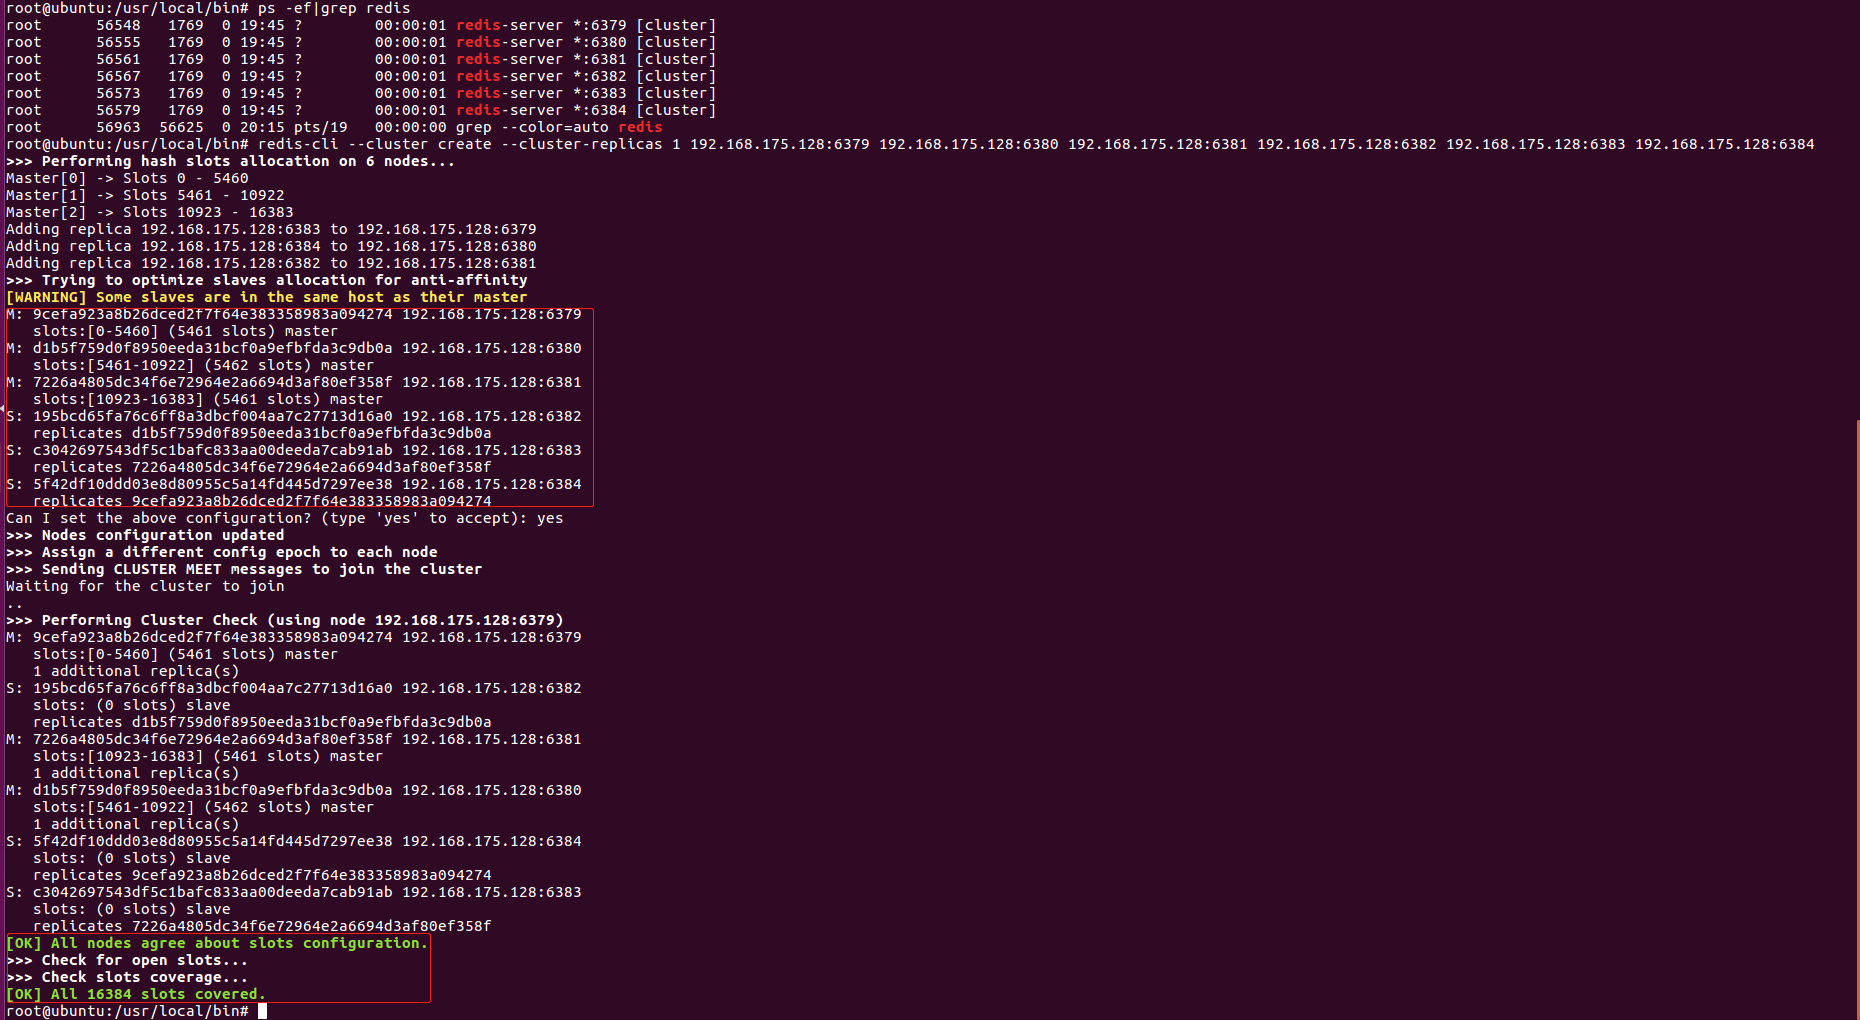 root@ubuntu:/usr/local/bin# ps -ef|grep redis
root      56548   1769  0 19:45 ?        00:00:01 redis-server *:6379 [cluster]
root      56555   1769  0 19:45 ?        00:00:01 redis-server *:6380 [cluster]
root      56561   1769  0 19:45 ?        00:00:01 redis-server *:6381 [cluster]
root      56567   1769  0 19:45 ?        00:00:01 redis-server *:6382 [cluster]
root      56573   1769  0 19:45 ?        00:00:01 redis-server *:6383 [cluster]
root      56579   1769  0 19:45 ?        00:00:01 redis-server *:6384 [cluster]
root      56963  56625  0 20:15 pts/19   00:00:00 grep --color=auto redis
root@ubuntu:/usr/local/bin# redis-cli --cluster create --cluster-replicas 1 192.168.175.128:6379 192.168.175.128:6380 192.168.175.128:6381 192.168.175.128:6382 192.168.175.128:6383 192.168.175.128:6384
>>> Performing hash slots allocation on 6 nodes...
Master[0] -> Slots 0 - 5460
Master[1] -> Slots 5461 - 10922
Master[2] -> Slots 10923 - 16383
Adding replica 192.168.175.128:6383 to 192.168.175.128:6379
Adding replica 192.168.175.128:6384 to 192.168.175.128:6380
Adding replica 192.168.175.128:6382 to 192.168.175.128:6381
>>> Trying to optimize slaves allocation for anti-affinity
[WARNING] Some slaves are in the same host as their master
M: 9cefa923a8b26dced2f7f64e383358983a094274 192.168.175.128:6379
   slots:[0-5460] (5461 slots) master
M: d1b5f759d0f8950eeda31bcf0a9efbfda3c9db0a 192.168.175.128:6380
   slots:[5461-10922] (5462 slots) master
M: 7226a4805dc34f6e72964e2a6694d3af80ef358f 192.168.175.128:6381
   slots:[10923-16383] (5461 slots) master
S: 195bcd65fa76c6ff8a3dbcf004aa7c27713d16a0 192.168.175.128:6382
   replicates d1b5f759d0f8950eeda31bcf0a9efbfda3c9db0a
S: c3042697543df5c1bafc833aa00deeda7cab91ab 192.168.175.128:6383
   replicates 7226a4805dc34f6e72964e2a6694d3af80ef358f
S: 5f42df10ddd03e8d80955c5a14fd445d7297ee38 192.168.175.128:6384
   replicates 9cefa923a8b26dced2f7f64e383358983a094274
Can I set the above configuration? (type 'yes' to accept): yes
>>> Nodes configuration updated
>>> Assign a different config epoch to each node
>>> Sending CLUSTER MEET messages to join the cluster
Waiting for the cluster to join
..
>>> Performing Cluster Check (using node 192.168.175.128:6379)
M: 9cefa923a8b26dced2f7f64e383358983a094274 192.168.175.128:6379
   slots:[0-5460] (5461 slots) master
   1 additional replica(s)
S: 195bcd65fa76c6ff8a3dbcf004aa7c27713d16a0 192.168.175.128:6382
   slots: (0 slots) slave
   replicates d1b5f759d0f8950eeda31bcf0a9efbfda3c9db0a
M: 7226a4805dc34f6e72964e2a6694d3af80ef358f 192.168.175.128:6381
   slots:[10923-16383] (5461 slots) master
   1 additional replica(s)
M: d1b5f759d0f8950eeda31bcf0a9efbfda3c9db0a 192.168.175.128:6380
   slots:[5461-10922] (5462 slots) master
   1 additional replica(s)
S: 5f42df10ddd03e8d80955c5a14fd445d7297ee38 192.168.175.128:6384
   slots: (0 slots) slave
   replicates 9cefa923a8b26dced2f7f64e383358983a094274
S: c3042697543df5c1bafc833aa00deeda7cab91ab 192.168.175.128:6383
   slots: (0 slots) slave
   replicates 7226a4805dc34f6e72964e2a6694d3af80ef358f
[OK] All nodes agree about slots configuration.
>>> Check for open slots...
>>> Check slots coverage...
[OK] All 16384 slots covered.
root@ubuntu:/usr/local/bin#